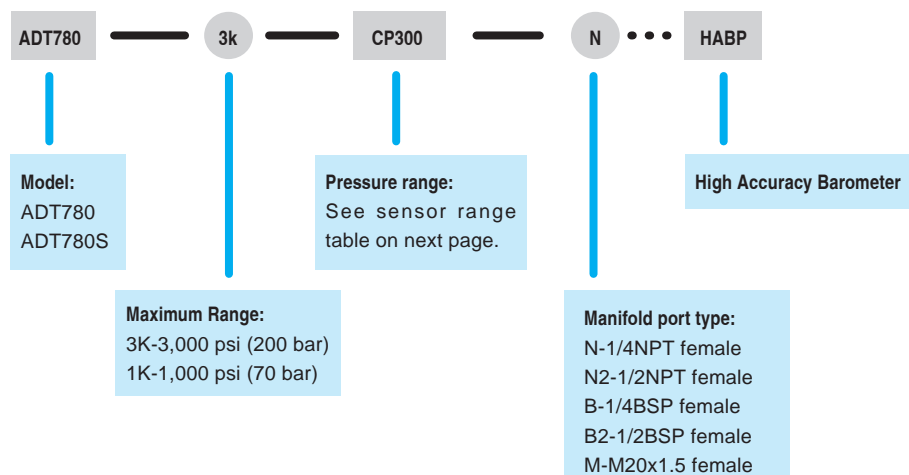 ADT780 3k CP300 N HABP
Model:
ADT780
ADT780S
Pressure range:
See sensor range
table on next page.
High Accuracy Barometer
Maximum Range:
3K-3,000 psi (200 bar)
1K-1,000 psi (70 bar)
Manifold port type:
N-1/4NPT female
N2-1/2NPT female
B-1/4BSP female
B2-1/2BSP female
M-M20x1.5 female